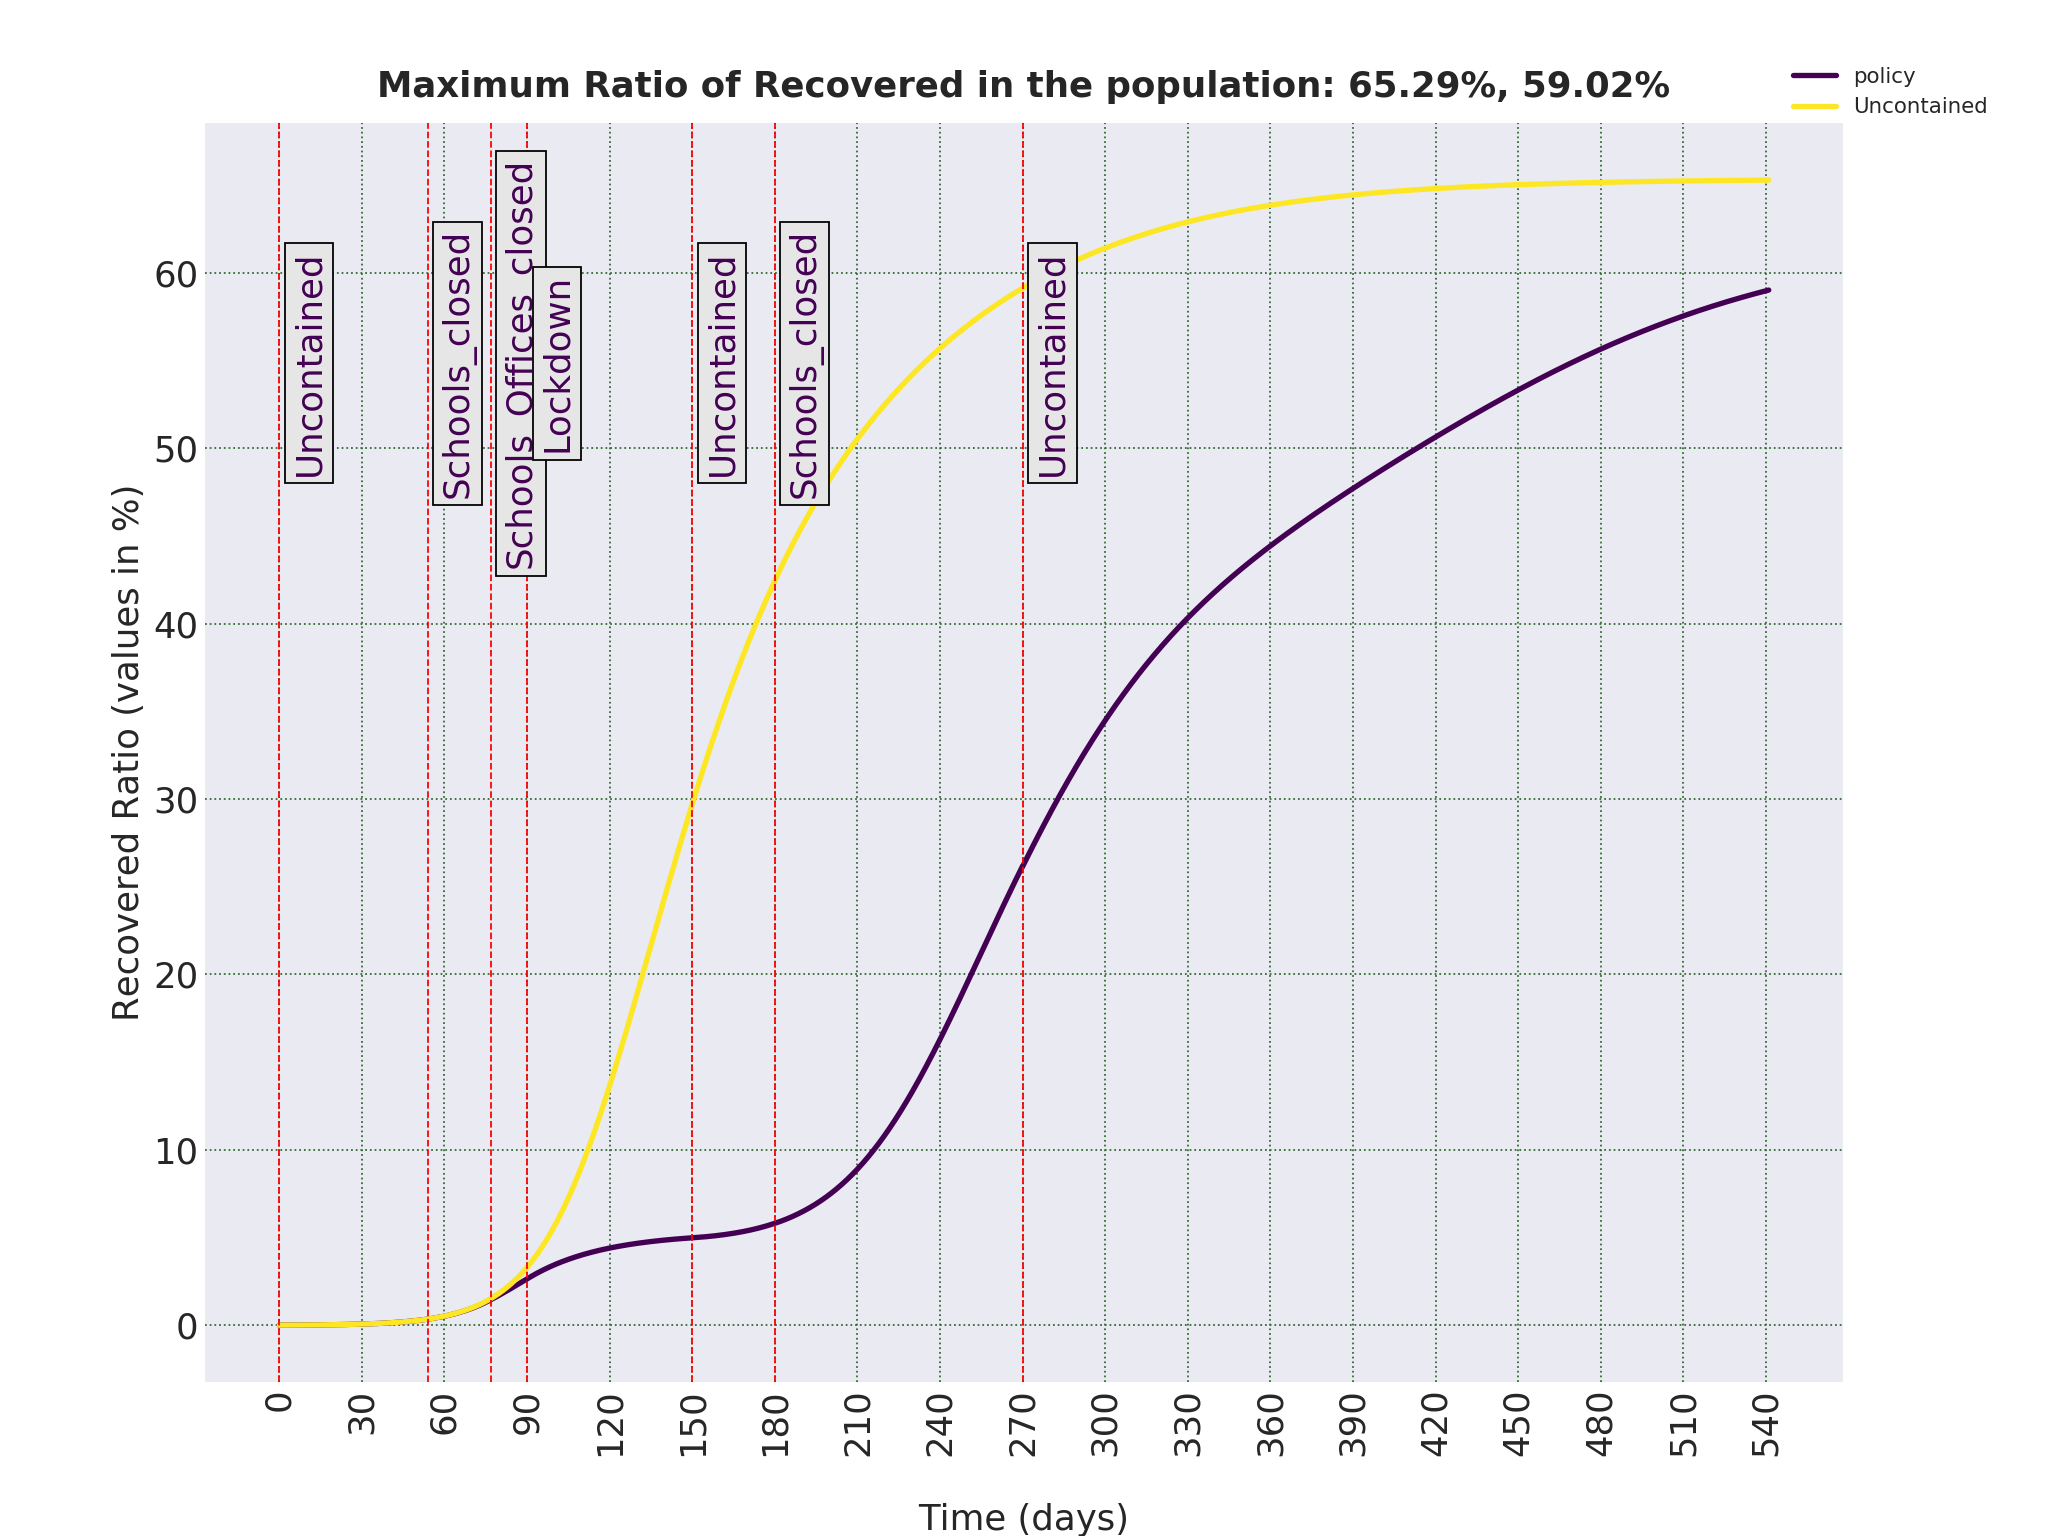 Maximum Ratio of Recovered in the population: 65.29%, 59.02%
policy
Uncontained
Uncontained
Schools_closed
Schools_Offices_closed
Lockdown
Uncontained
Schools_closed
Uncontained
Recovered Ratio (values in %)
60
50
40
30
20
10
0
0
30
60
90
120
150
180
210
240
270
300
330
360
390
420
450
480
510
540
Time (days)